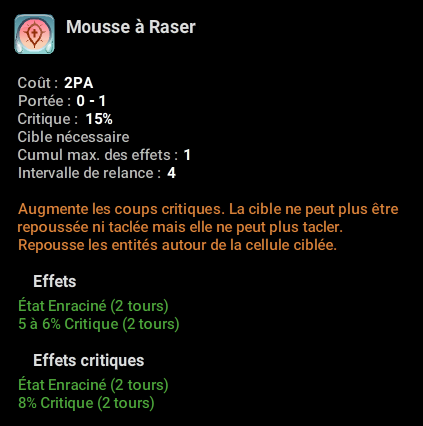 Mousse à Raser
Coût : 2PA
Portée : 0 - 1
Critique : 15%
Cible nécessaire
Cumul max. des effets : 1
Intervalle de relance : 4
Augmente les coups critiques. La cible ne peut plus être
repoussée ni taclée mais elle ne peut plus tacler.
Repousse les entités autour de la cellule ciblée.
Effets
État Enraciné (2 tours)
5 à 6% Critique (2 tours)
Effets critiques
État Enraciné (2 tours)
8% Critique (2 tours)